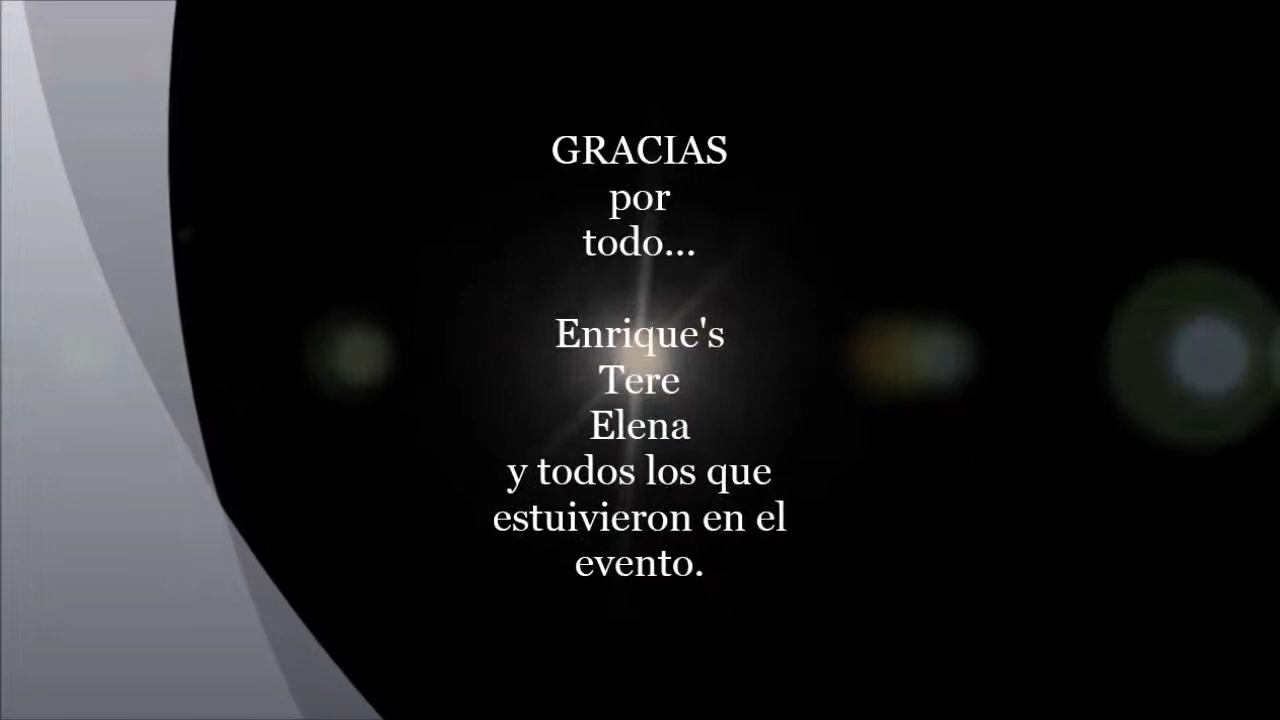 GRACIAS
por
todo...
Enrique's
Tere
Elena
y todos los que
estuivieron en el
evento.